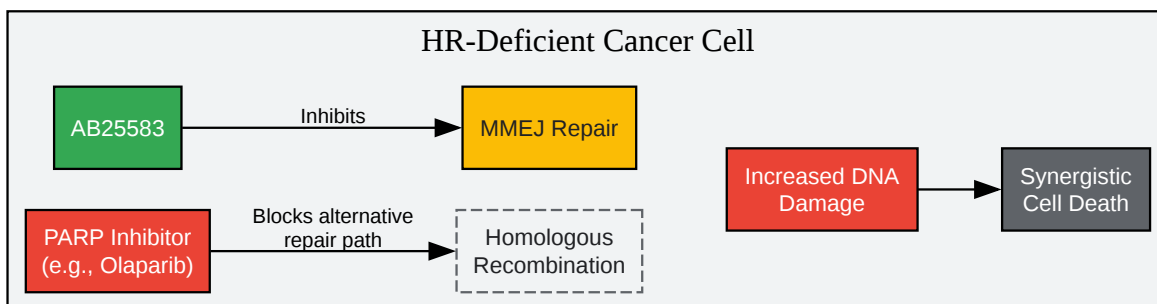 HR-Deficient Cancer Cell
AB25583
Inhibits
MMEJ Repair
Increased DNA
Damage
Synergistic
Cell Death
PARP Inhibitor
(e.g., Olaparib)
Blocks alternative
repair path
Homologous
Recombination